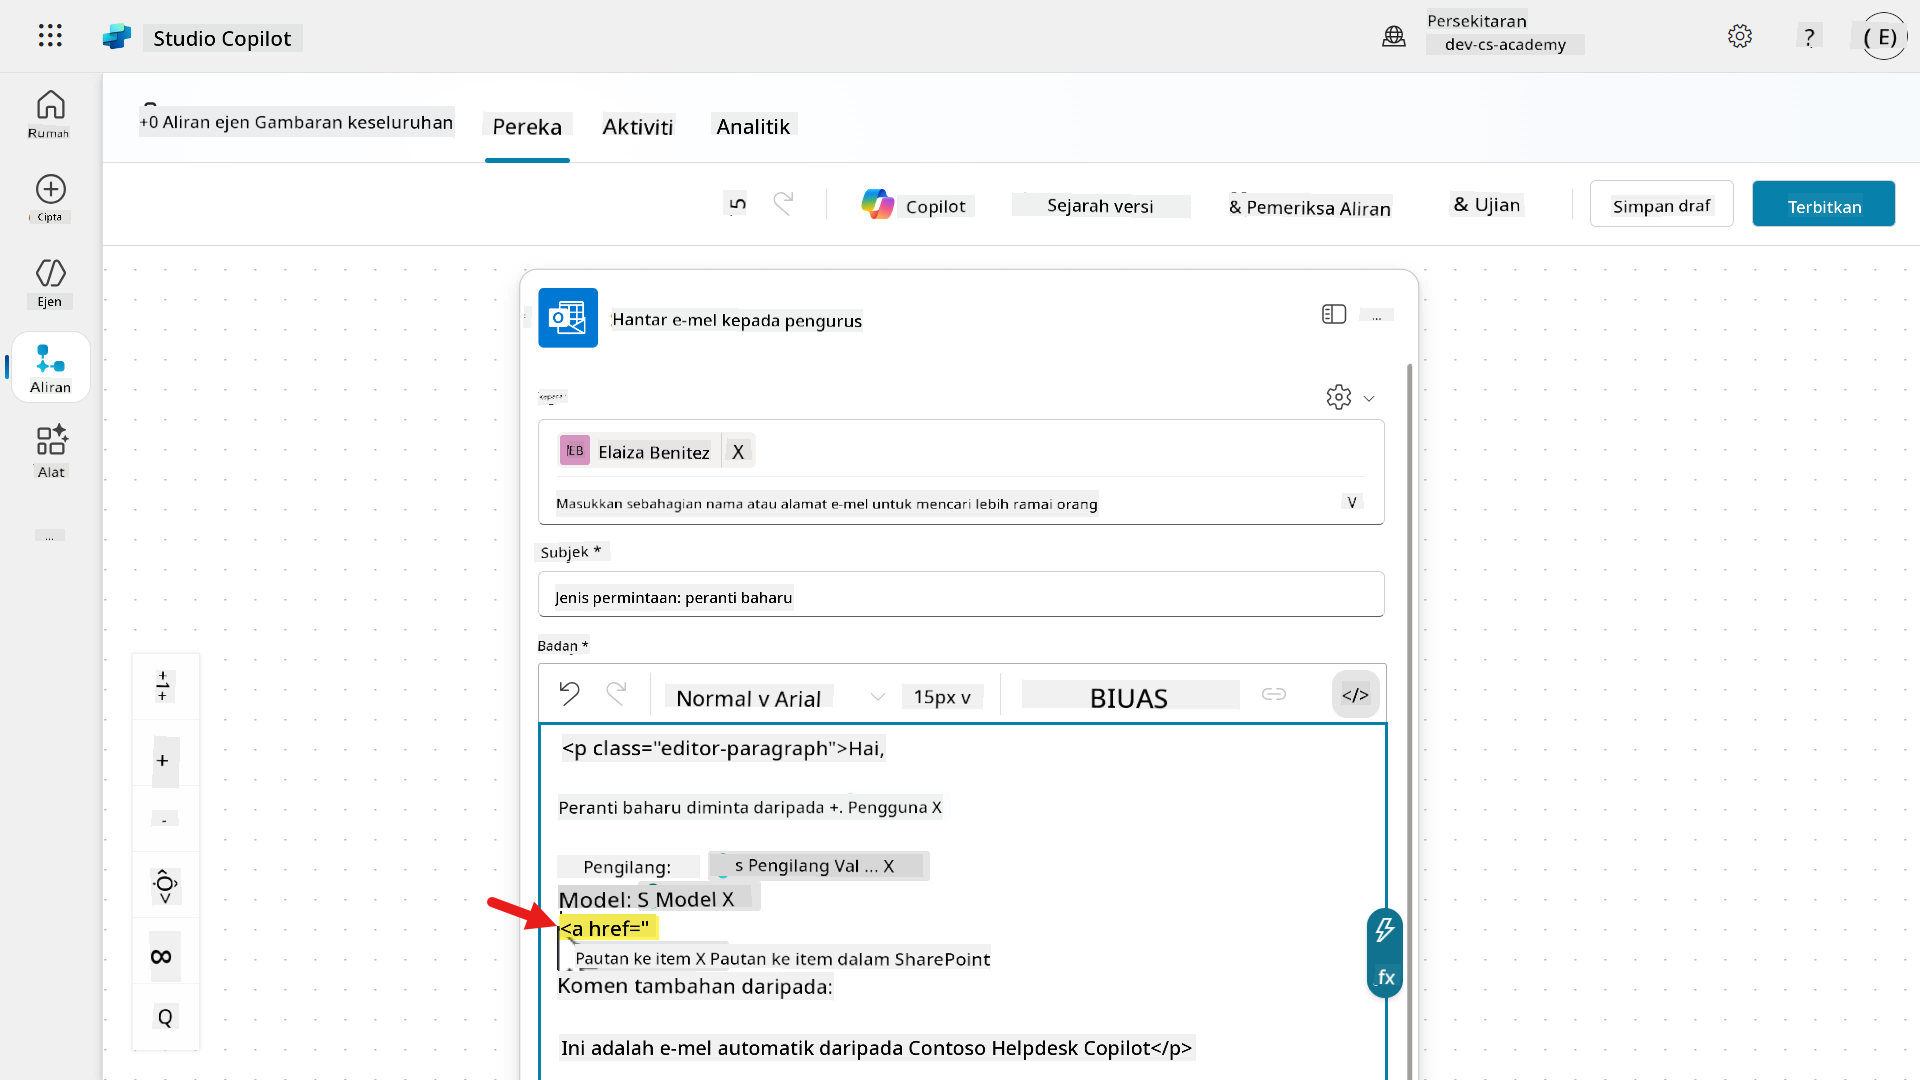 Studio Copilot
Persekitaran
dev-cs-academy
?
( E)
Rumah
Cipta
Ejen
Aliran
Alat
...
+0 Aliran ejen Gambaran keseluruhan
Pereka
Aktiviti
Analitik
5
Copilot
Sejarah versi
& Pemeriksa Aliran
& Ujian
Simpan draf
Terbitkan
Hantar e-mel kepada pengurus
...
EB
Elaiza Benitez
X
Masukkan sebahagian nama atau alamat e-mel untuk mencari lebih ramai orang
V
Subjek *
Jenis permintaan: peranti baharu
Badan *
Normal v Arial
15px v
BIUAS
</>
<p class="editor-paragraph">Hai,
Peranti baharu diminta daripada +. Pengguna X
Pengilang:
s Pengilang Val ... X
Model: S Model X
<a href="
Pautan ke item X Pautan ke item dalam SharePoint
Komen tambahan daripada:
Ini adalah e-mel automatik daripada Contoso Helpdesk Copilot</p>
fx
+
-
∞
Q